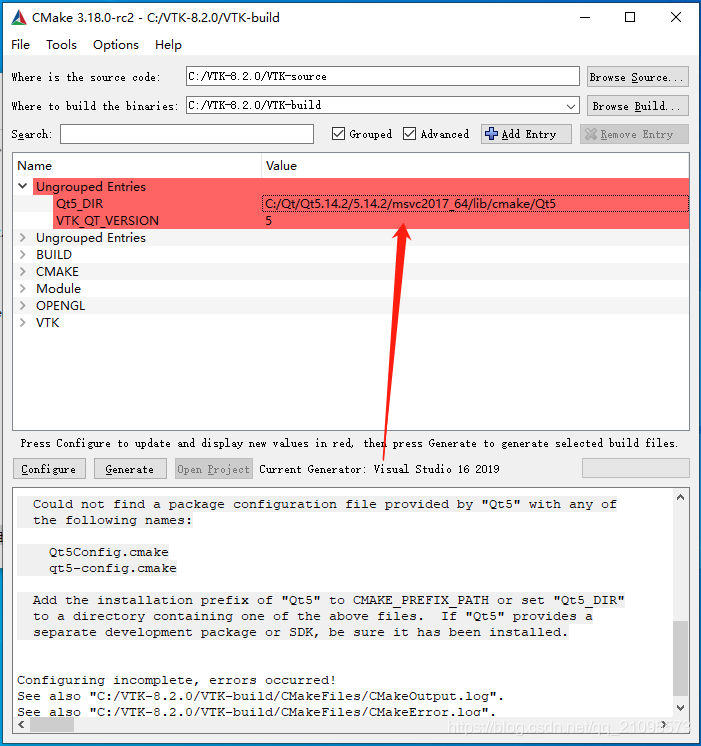 CMake 3.18.0-rc2 - C:/VTK-8.2.0/VTK-build
File Tools Options Help
Where is the source code: C:/VTK-8.2.0/VTK-source Browse Source...
Where to build the binaries: C:/VTK-8.2.0/VTK-build Browse Build...
Search: Grouped Advanced Add Entry Remove Entry
Name Value
Ungrouped Entries
Qt5_DIR C:/Qt/Qt5.14.2/5.14.2/msvc2017_64/lib/cmake/Qt5
VTK_QT_VERSION 5
Ungrouped Entries
BUILD
CMAKE
Module
OPENGL
VTK
Press Configure to update and display new values in red, then press Generate to generate selected build files.
Configure Generate Open Project Current Generator: Visual Studio 16 2019
Could not find a package configuration file provided by "Qt5" with any of
the following names:
Qt5Config.cmake
qt5-config.cmake
Add the installation prefix of "Qt5" to CMAKE_PREFIX_PATH or set "Qt5_DIR"
to a directory containing one of the above files.  If "Qt5" provides a
separate development package or SDK, be sure it has been installed.
Configuring incomplete, errors occurred!
See also "C:/VTK-8.2.0/VTK-build/CMakeFiles/CMakeOutput.log".
See also "C:/VTK-8.2.0/VTK-build/CMakeFiles/CMakeError.log".